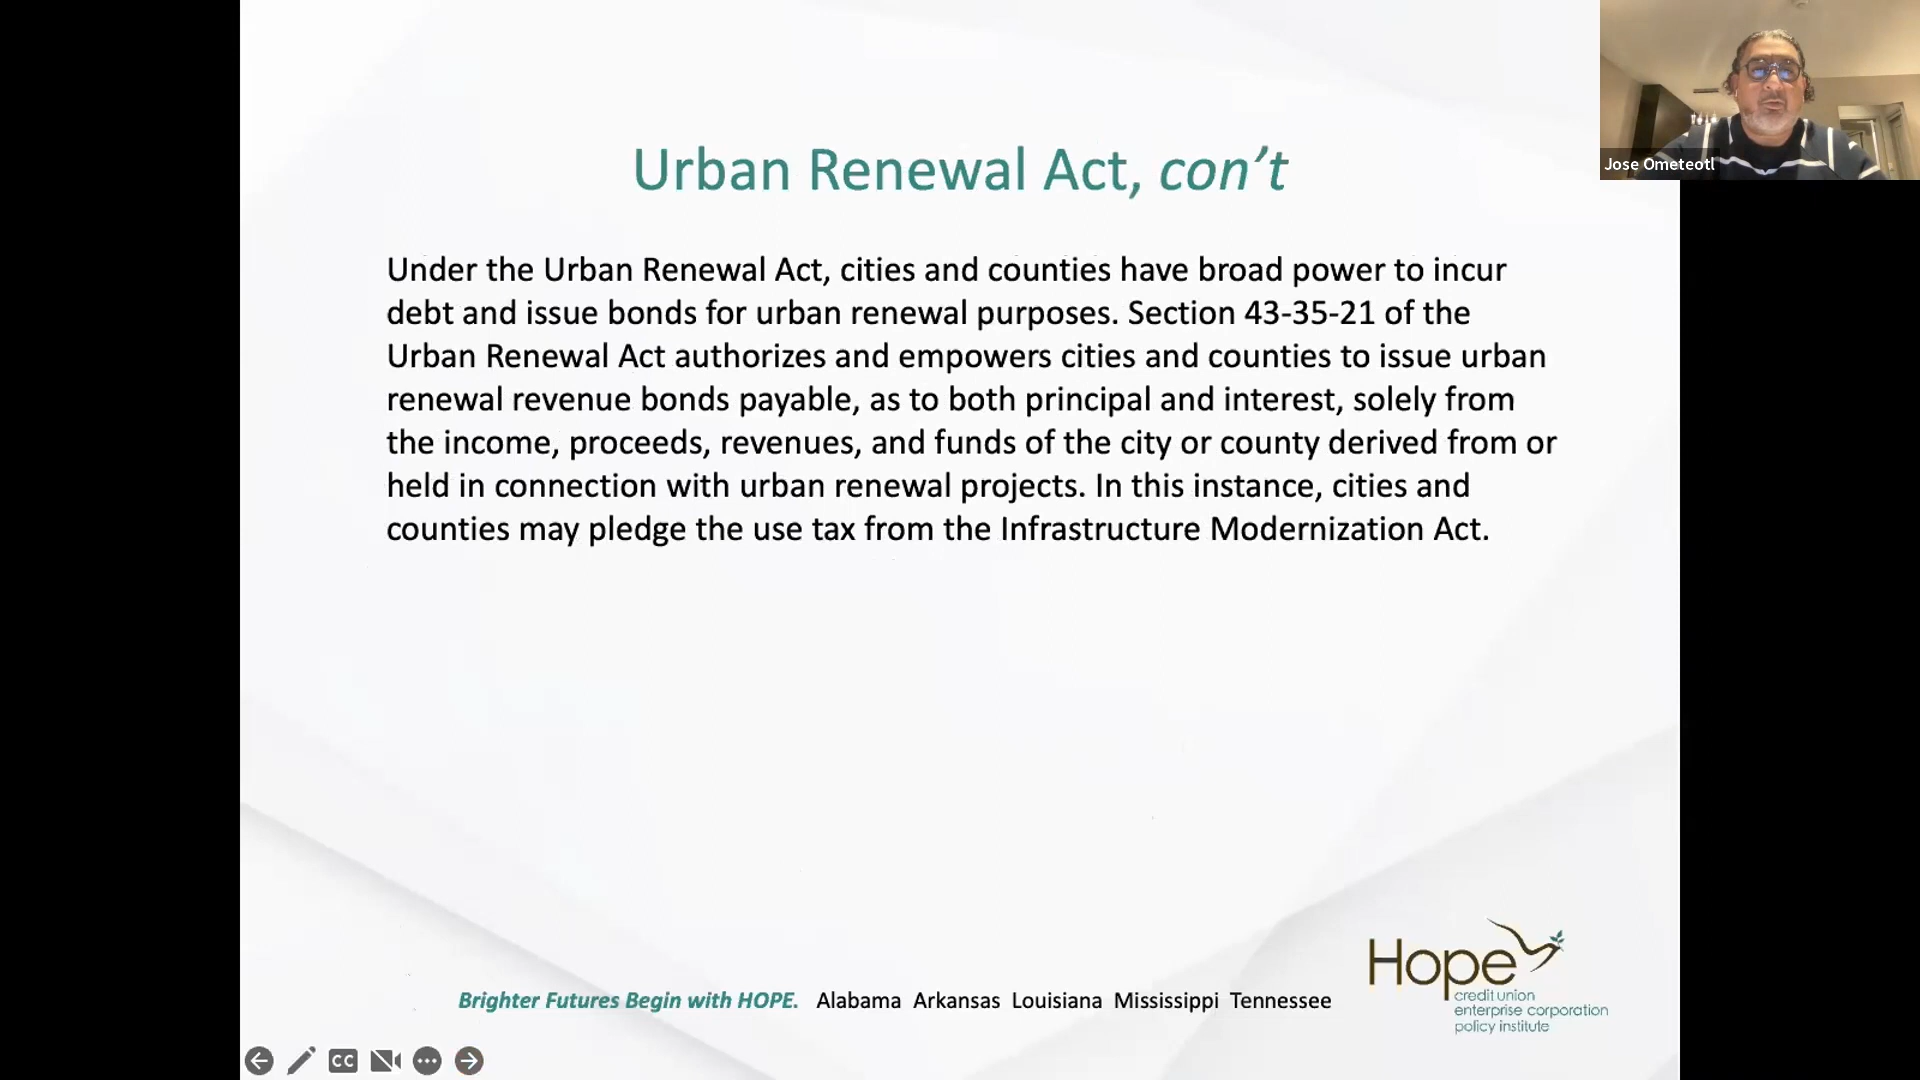 Urban Renewal Act, con’t
Jose Ometeotl
Under the Urban Renewal Act, cities and counties have broad power to incur
debt and issue bonds for urban renewal purposes. Section 43-35-21 of the
Urban Renewal Act authorizes and empowers cities and counties to issue urban
renewal revenue bonds payable, as to both principal and interest, solely from
the income, proceeds, revenues, and funds of the city or county derived from or
held in connection with urban renewal projects. In this instance, cities and
counties may pledge the use tax from the Infrastructure Modernization Act.
Brighter Futures Begin with HOPE. Alabama Arkansas Louisiana Mississippi Tennessee
Hope
credit union
enterprise corporation
policy institute
CC